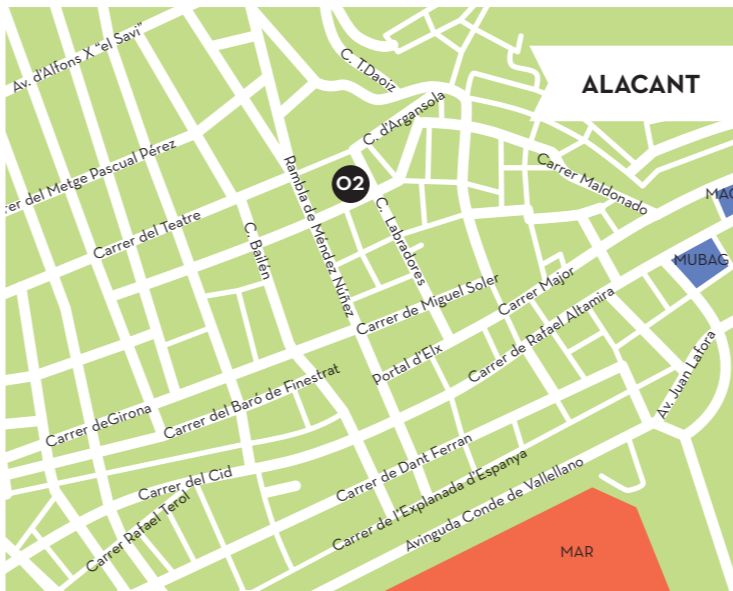 Av. d'Alfons X "el Savi"
C. T.Daoiz
ALACANT
C. d'Argansola
rer del Metge Pascual Pérez
Carrer Maldonado
Rambla de Méndez Núñez
02
MAC
Carrer del Teatre
C. Bailén
C. Labradores
MUBAG
Carrer de Miguel Soler
Carrer Major
Carrer de Rafael Altamira
Portal d'Elx
Av. Juan Lafora
Carrer deGirona
Carrer del Baró de Finestrat
Carrer del Cid
Carrer de Dant Ferran
Carrer de l'Explanada d'Espanya
Carrer Rafael Terol
Avinguda Conde de Vallellano
MAR